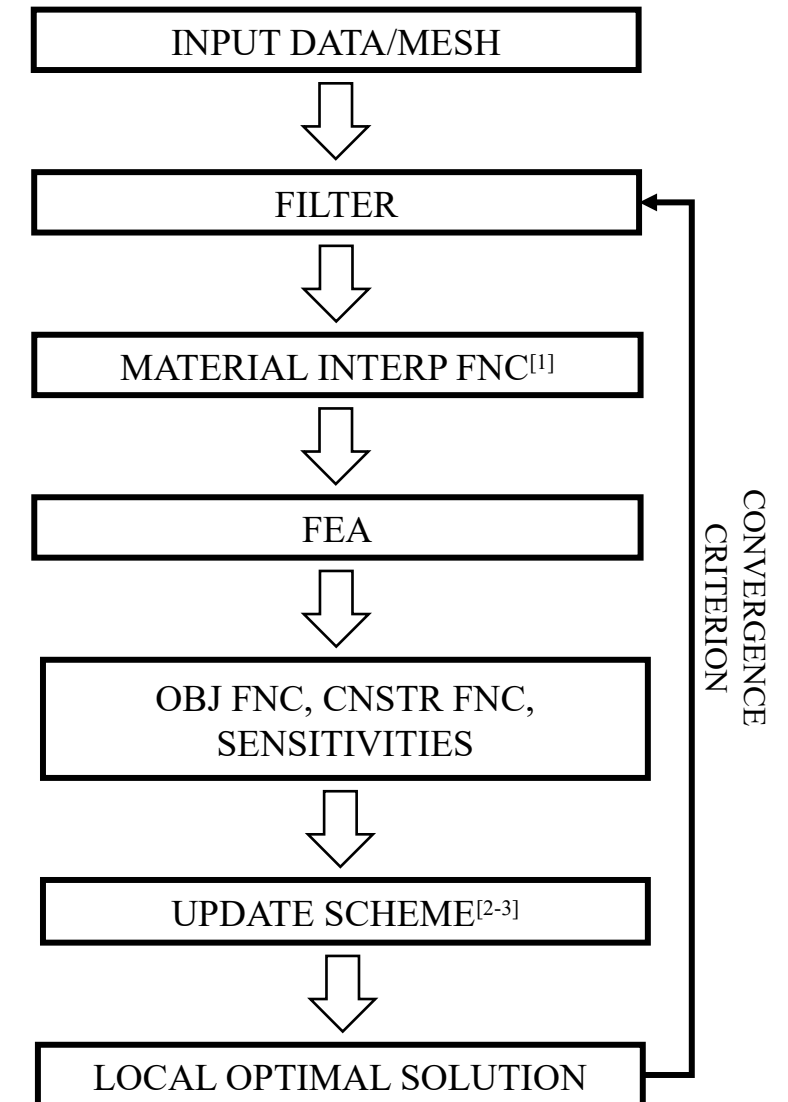 INPUT DATA/MESH
FILTER
MATERIAL INTERP FNC[1]
FEA
OBJ FNC, CNSTR FNC,
SENSITIVITIES
UPDATE SCHEME[2-3]
LOCAL OPTIMAL SOLUTION
CONVERGENCE
CRITERION